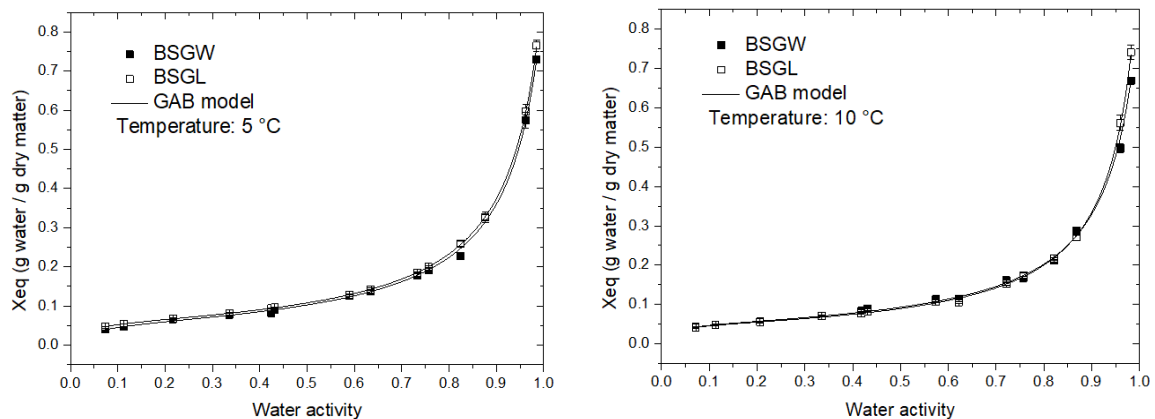 0.8
0.7
0.6
0.5
0.4
0.3
0.2
0.1
0.0
Xeq (g water / g dry matter)
BSGW
BSGL
GAB model
Temperature: 5 °C
0.0 0.1 0.2 0.3 0.4 0.5 0.6 0.7 0.8 0.9 1.0
Water activity
0.8
0.7
0.6
0.5
0.4
0.3
0.2
0.1
0.0
Xeq (g water / g dry matter)
BSGW
BSGL
GAB model
Temperature: 10 °C
0.0 0.1 0.2 0.3 0.4 0.5 0.6 0.7 0.8 0.9 1.0
Water activity